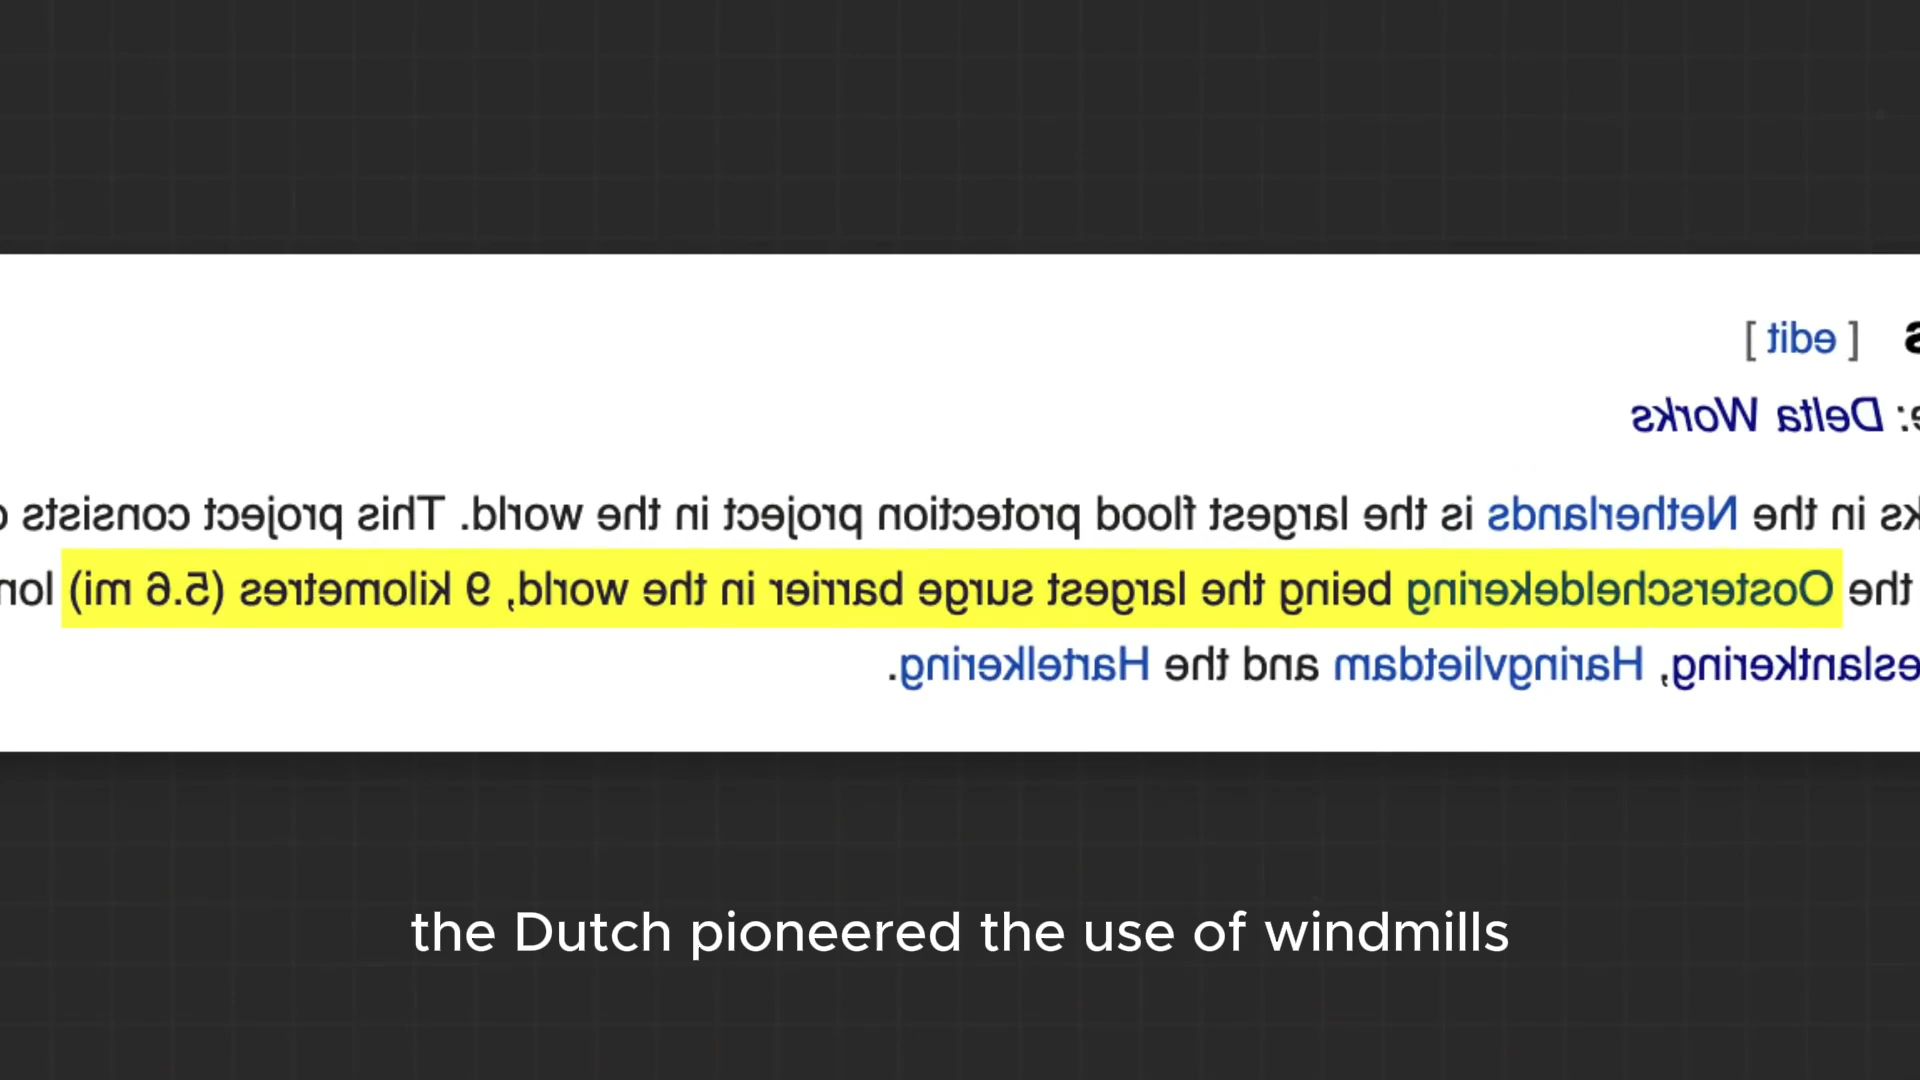 s [ edit ]
e: Delta Works
ks in the Netherlands is the largest flood protection project in the world. This project consists o
the Oosterscheldekering being the largest surge barrier in the world, 9 kilometres (5.6 mi) lon
eslantkering, Haringvlietdam and the Hartelkering.
the Dutch pioneered the use of windmills